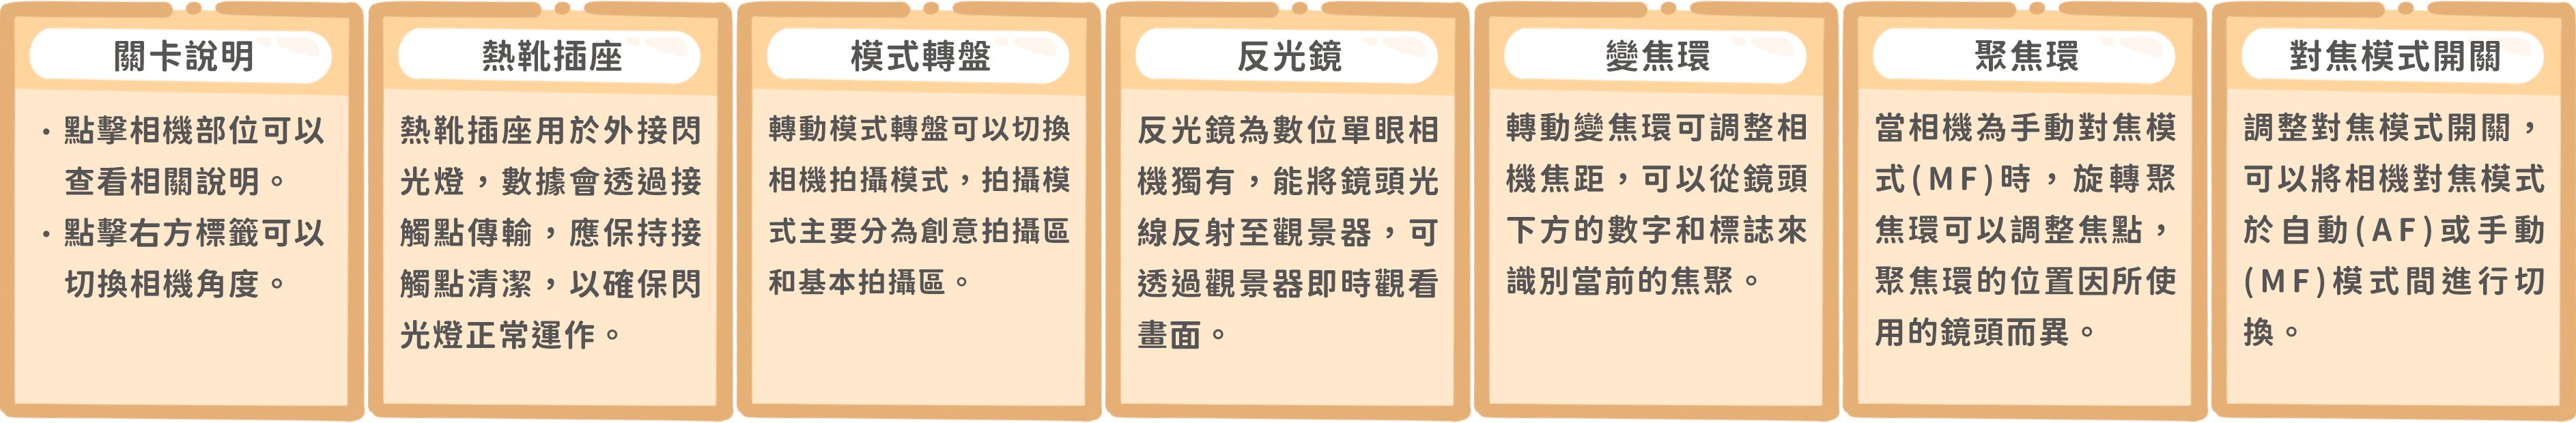 關卡說明
・點擊相機部位可以
查看相關說明。
・點擊右方標籤可以
切換相機角度。
熱靴插座
熱靴插座用於外接閃
光燈，數據會透過接
觸點傳輸，應保持接
觸點清潔，以確保閃
光燈正常運作。
模式轉盤
轉動模式轉盤可以切換
相機拍攝模式，拍攝模
式主要分為創意拍攝區
和基本拍攝區。
反光鏡
反光鏡為數位單眼相
機獨有，能將鏡頭光
線反射至觀景器，可
透過觀景器即時觀看
畫面。
變焦環
轉動變焦環可調整相
機焦距，可以從鏡頭
下方的數字和標誌來
識別當前的焦聚。
聚焦環
當相機為手動對焦模
式(MF)時，旋轉聚
焦環可以調整焦點，
聚焦環的位置因所使
用的鏡頭而異。
對焦模式開關
調整對焦模式開關，
可以將相機對焦模式
於自動(AF)或手動
(MF)模式間進行切
換。